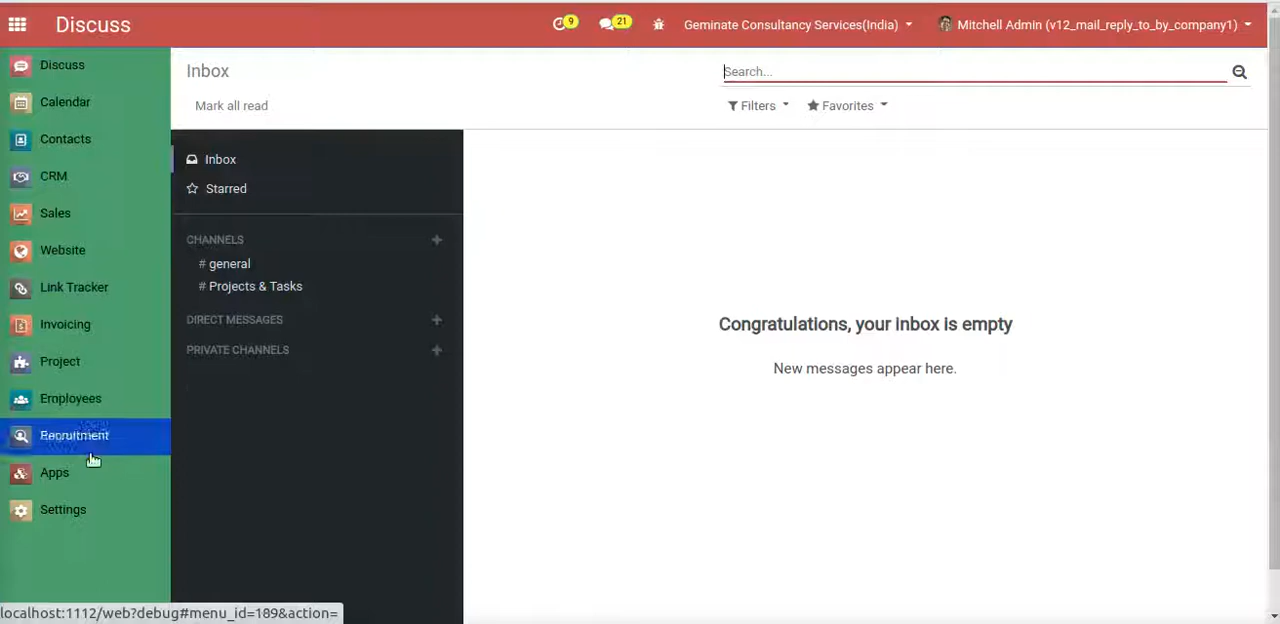 Discuss
9
21
Geminate Consultancy Services(India)
Mitchell Admin (v12_mail_reply_to_by_company1)
Discuss
Calendar
Contacts
CRM
Sales
Website
Link Tracker
Invoicing
Project
Employees
Recruitment
Apps
Settings
Inbox
Search...
Mark all read
Filters
Favorites
Inbox
Starred
CHANNELS
# general
# Projects & Tasks
DIRECT MESSAGES
PRIVATE CHANNELS
Congratulations, your inbox is empty
New messages appear here.
localhost:1112/web?debug#menu_id=189&action=